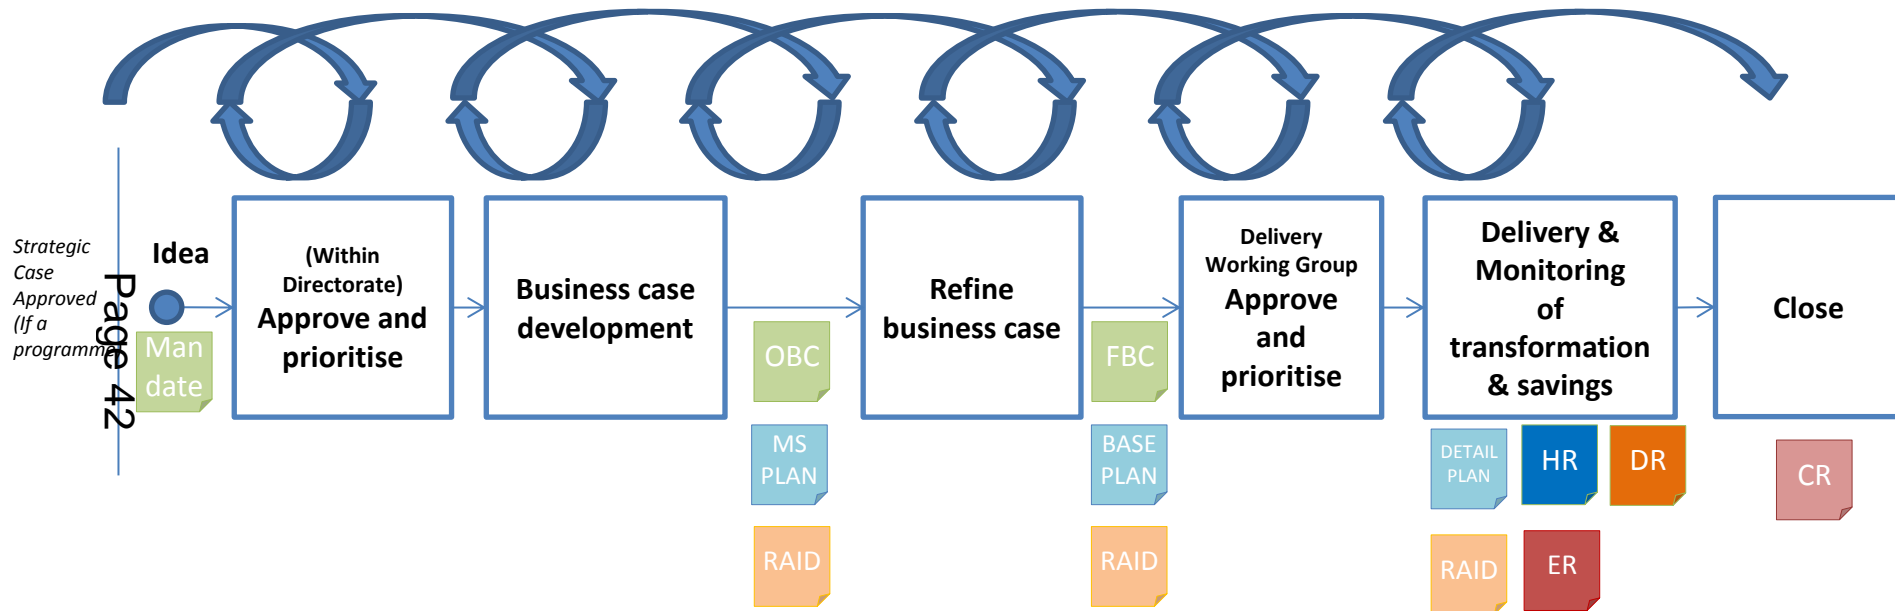 Strategic
Case
Approved
(If a
programme
Page 42
Idea
Man
date
(Within
Directorate)
Approve and
prioritise
Business case
development
OBC
MS
PLAN
RAID
Refine
business case
FBC
BASE
PLAN
RAID
Delivery
Working Group
Approve
and
prioritise
Delivery &
Monitoring
of
transformation
& savings
DETAIL
PLAN
HR
DR
RAID
ER
Close
CR